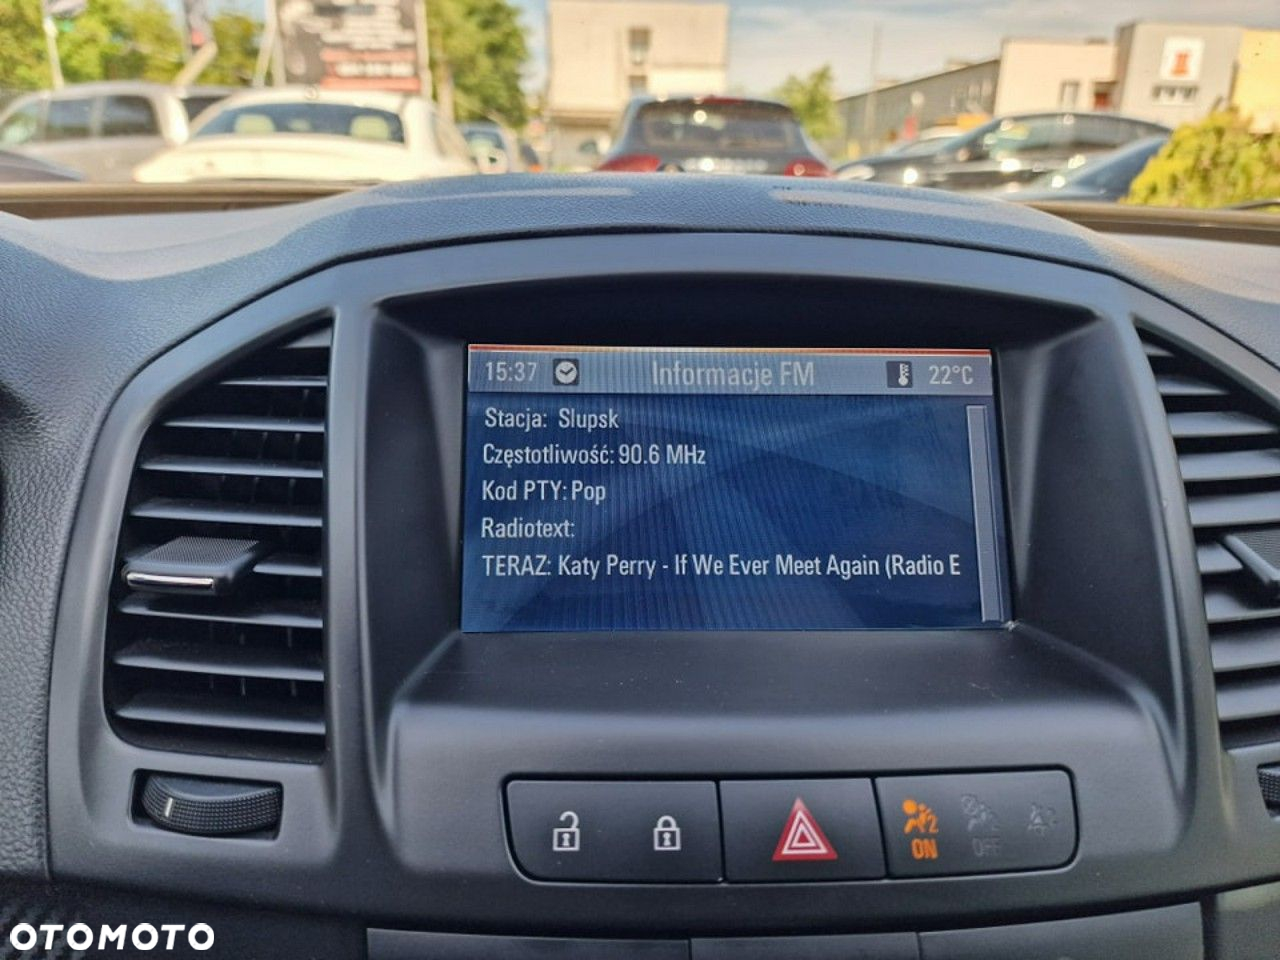 15:37 Informacje FM 22°C
Stacja: Slupsk
Częstotliwość: 90.6 MHz
Kod PTY: Pop
Radiotext:
TERAZ: Katy Perry - If We Ever Meet Again (Radio E
2
ON OFF
OTOMOTO